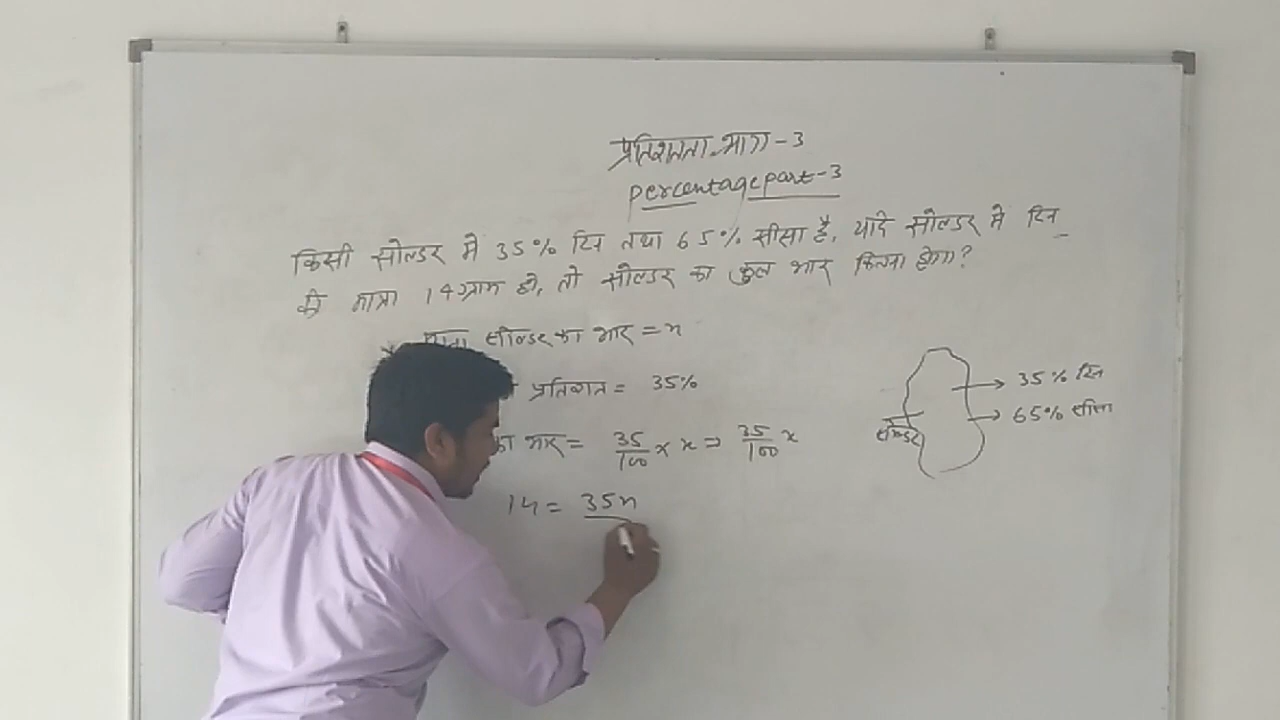 प्रतिशतता भाग-3
percentage part-3
किसी सोल्डर मे 35% टिन तथा 65% सीसा है, यदि सोल्डर मे टिन
की मात्रा 14 ग्राम हो, तो सोल्डर का कुल भार कितना होगा?
माना सोल्डर का भार = x
प्रतिशत = 35%
का भार = 35/100 × x => 35/100 x
14 = 35x
35% टिन
65% सीसा
सोल्डर